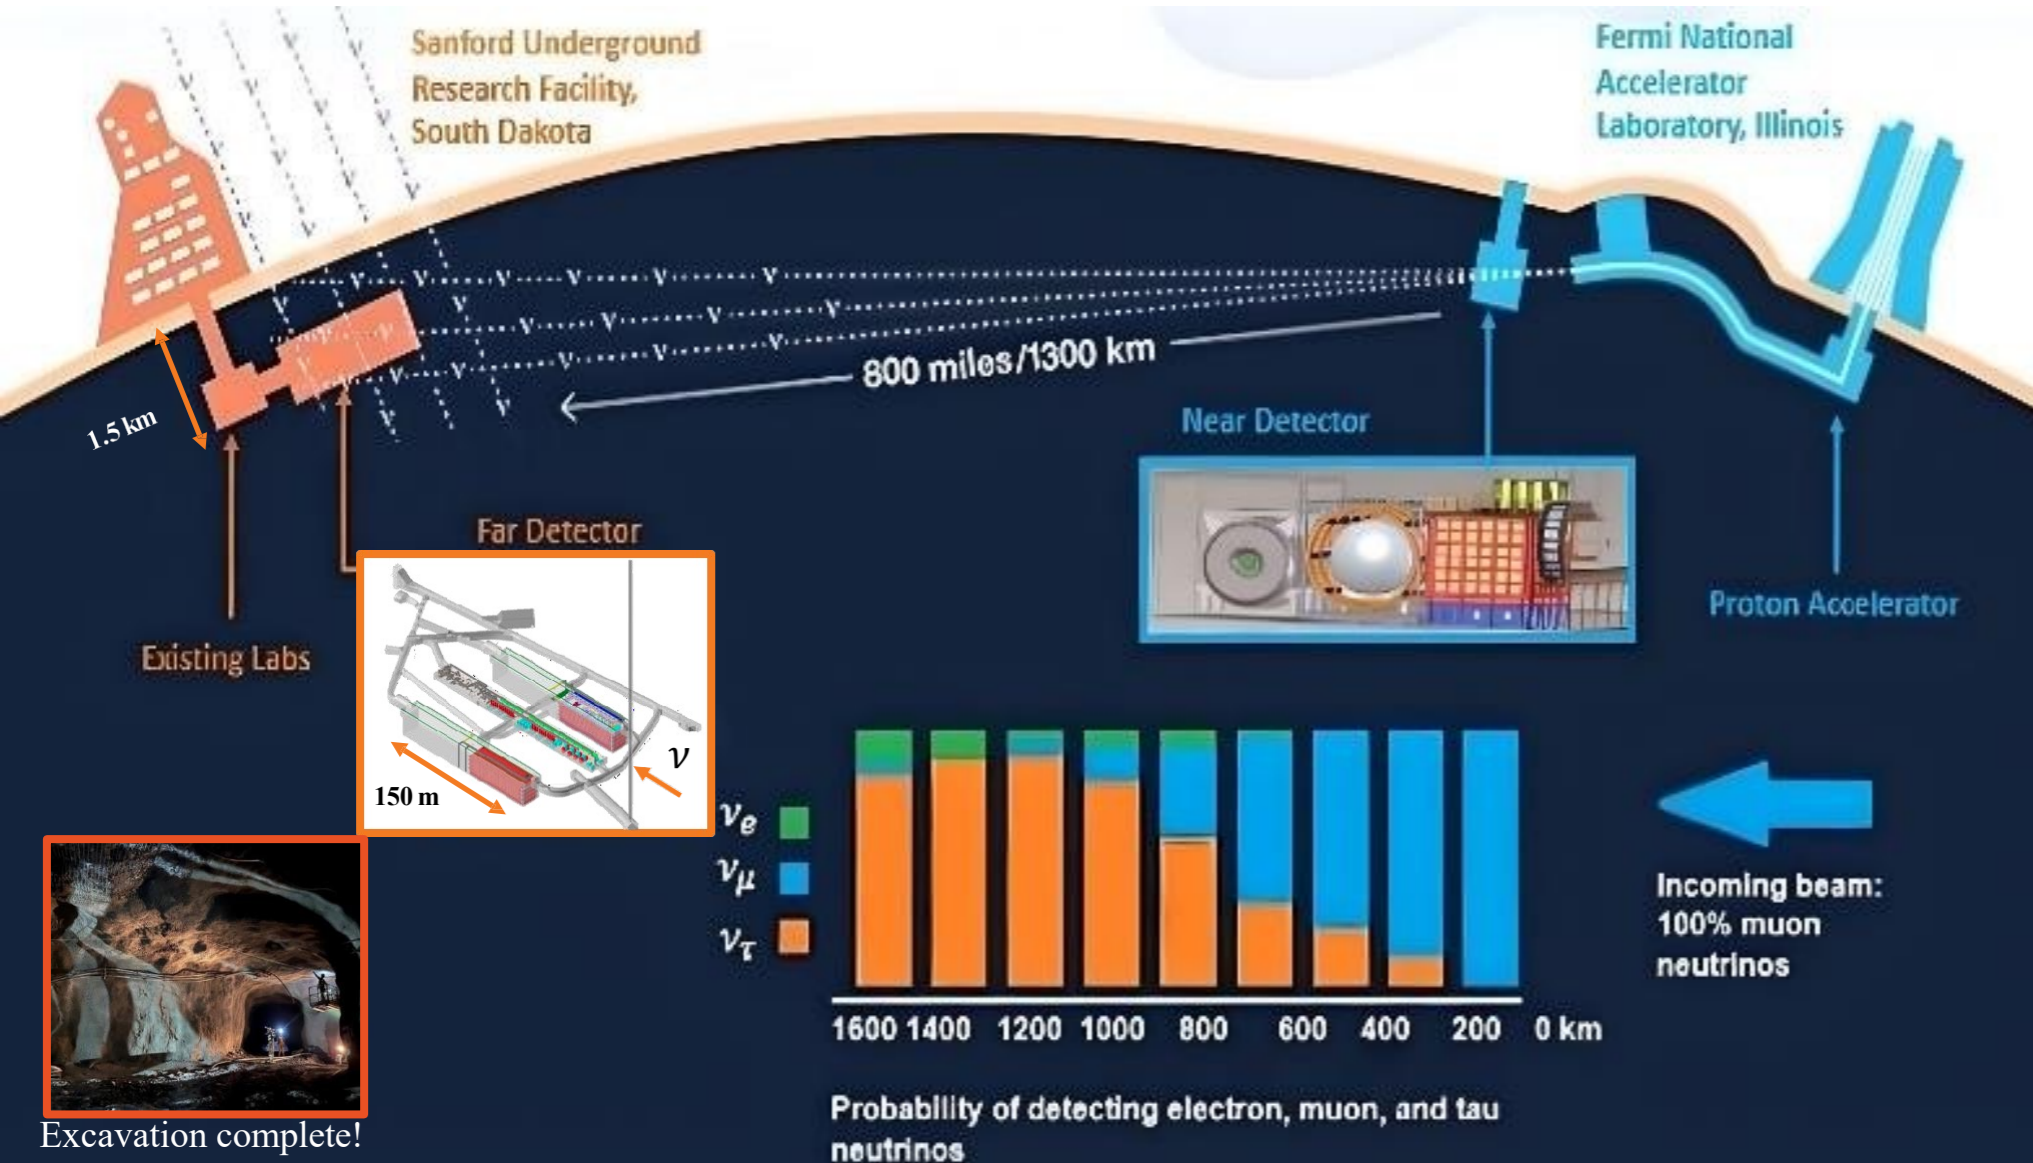 Sanford Underground
Research Facility,
South Dakota
Fermi National
Accelerator
Laboratory, Illinois
800 miles/1300 km
1.5 km
Near Detector
Far Detector
Existing Labs
Proton Accelerator
ν
150 m
νe
νμ
ντ
Incoming beam:
100% muon
neutrinos
1600 1400 1200 1000 800 600 400 200 0 km
Probability of detecting electron, muon, and tau
neutrinos
Excavation complete!